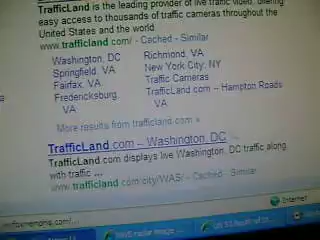 TrafficLand is the leading provider of live traffic video, offering
easy access to thousands of traffic cameras throughout the
United States and the world.
www.trafficland.com/ - Cached - Similar
Washington, DC
Richmond, VA
Springfield, VA
New York City, NY
Fairfax, VA
Traffic Cameras
Fredericksburg,
VA
TrafficLand.com -- Hampton Roads
VA
More results from trafficland.com »
TrafficLand.com -- Washington, DC
TrafficLand.com displays live Washington, DC traffic along
with traffic ...
www.trafficland.com/city/WAS/ - Cached - Similar
Internet
NWS radar image